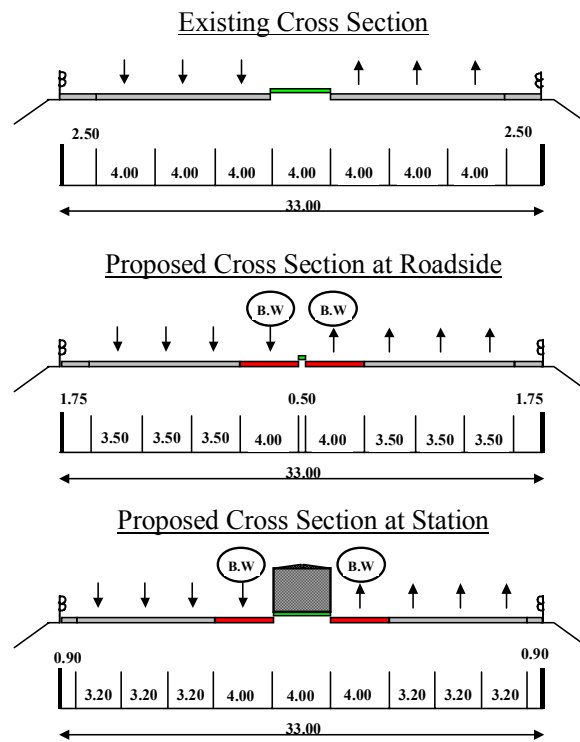 Existing Cross Section
2.50 2.50
4.00 4.00 4.00 4.00 4.00 4.00 4.00
33.00
Proposed Cross Section at Roadside
B.W B.W
1.75 0.50 1.75
3.50 3.50 3.50 4.00 4.00 3.50 3.50 3.50
33.00
Proposed Cross Section at Station
B.W B.W
0.90 0.90
3.20 3.20 3.20 4.00 4.00 4.00 3.20 3.20 3.20
33.00